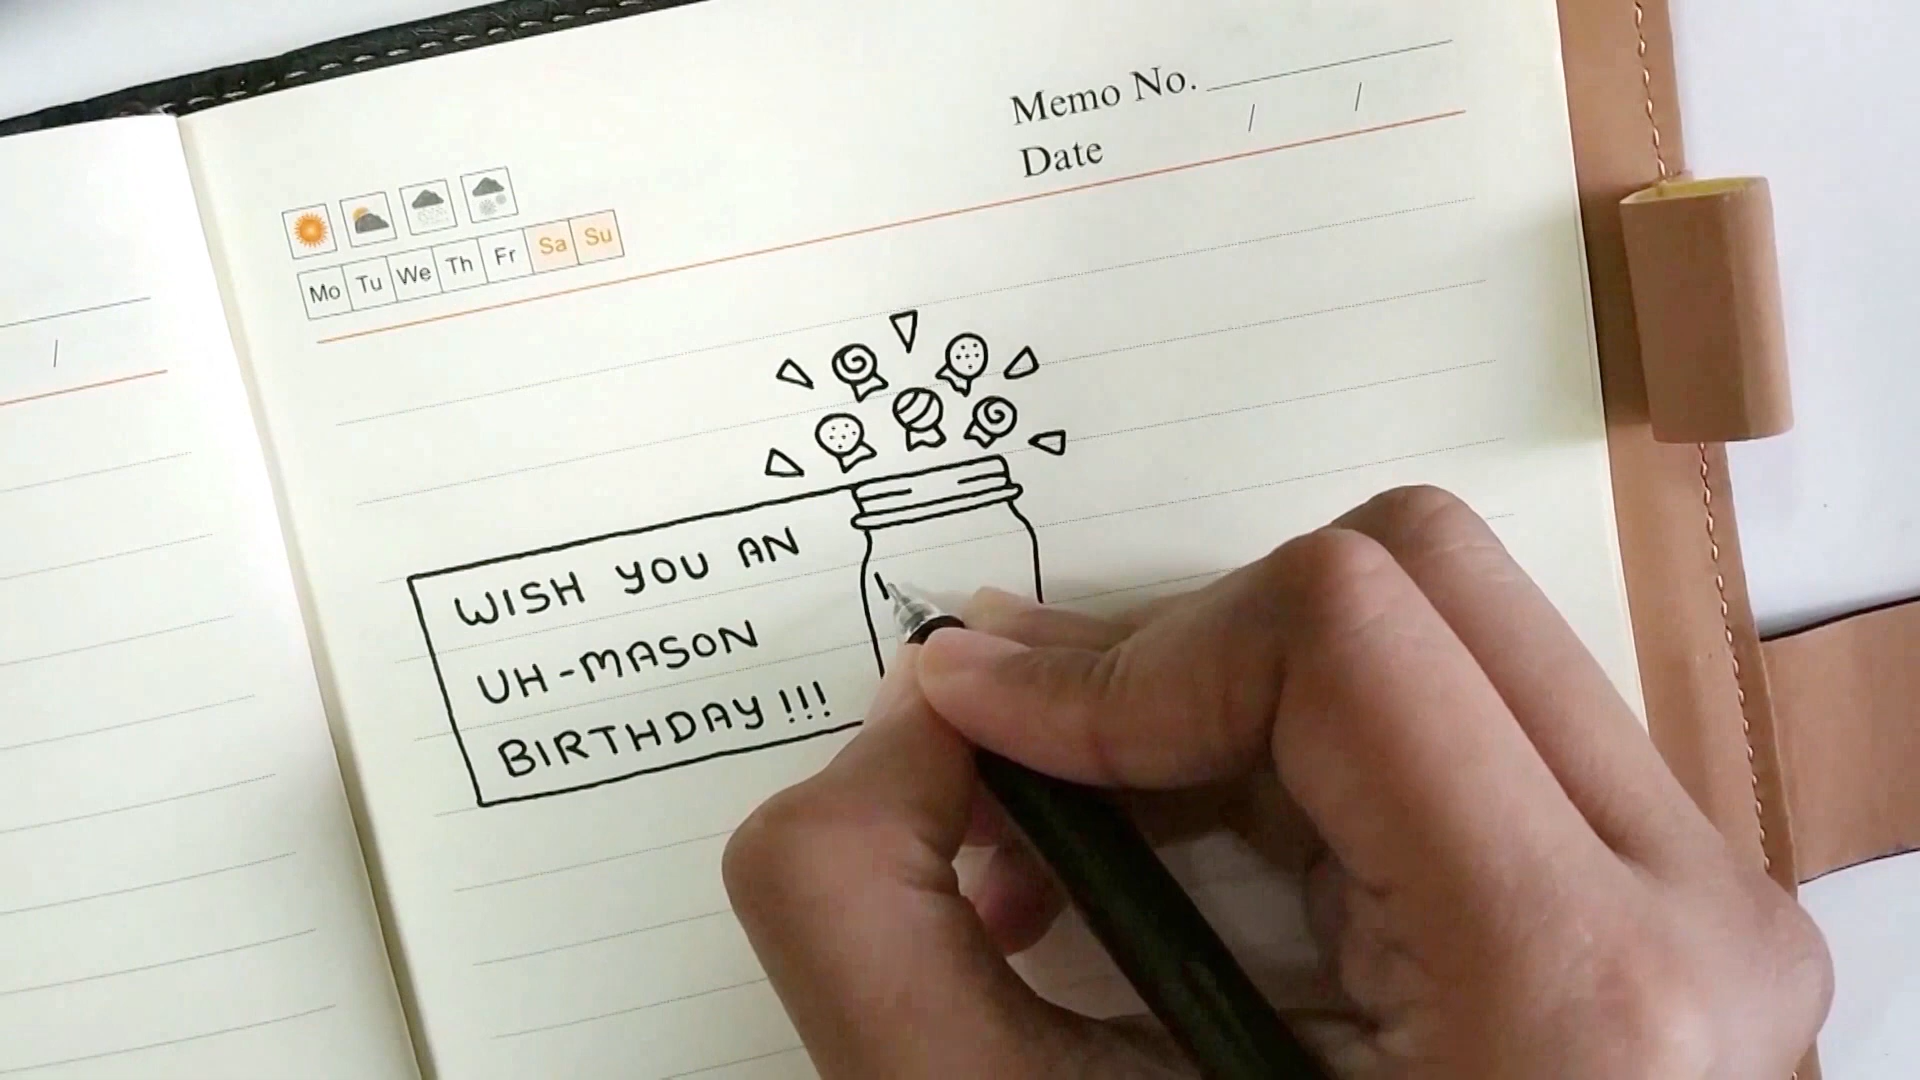 Memo No.
Date / /
Mo Tu We Th Fr Sa Su
/
WISH YOU AN
UH-MASON
BIRTHDAY !!!